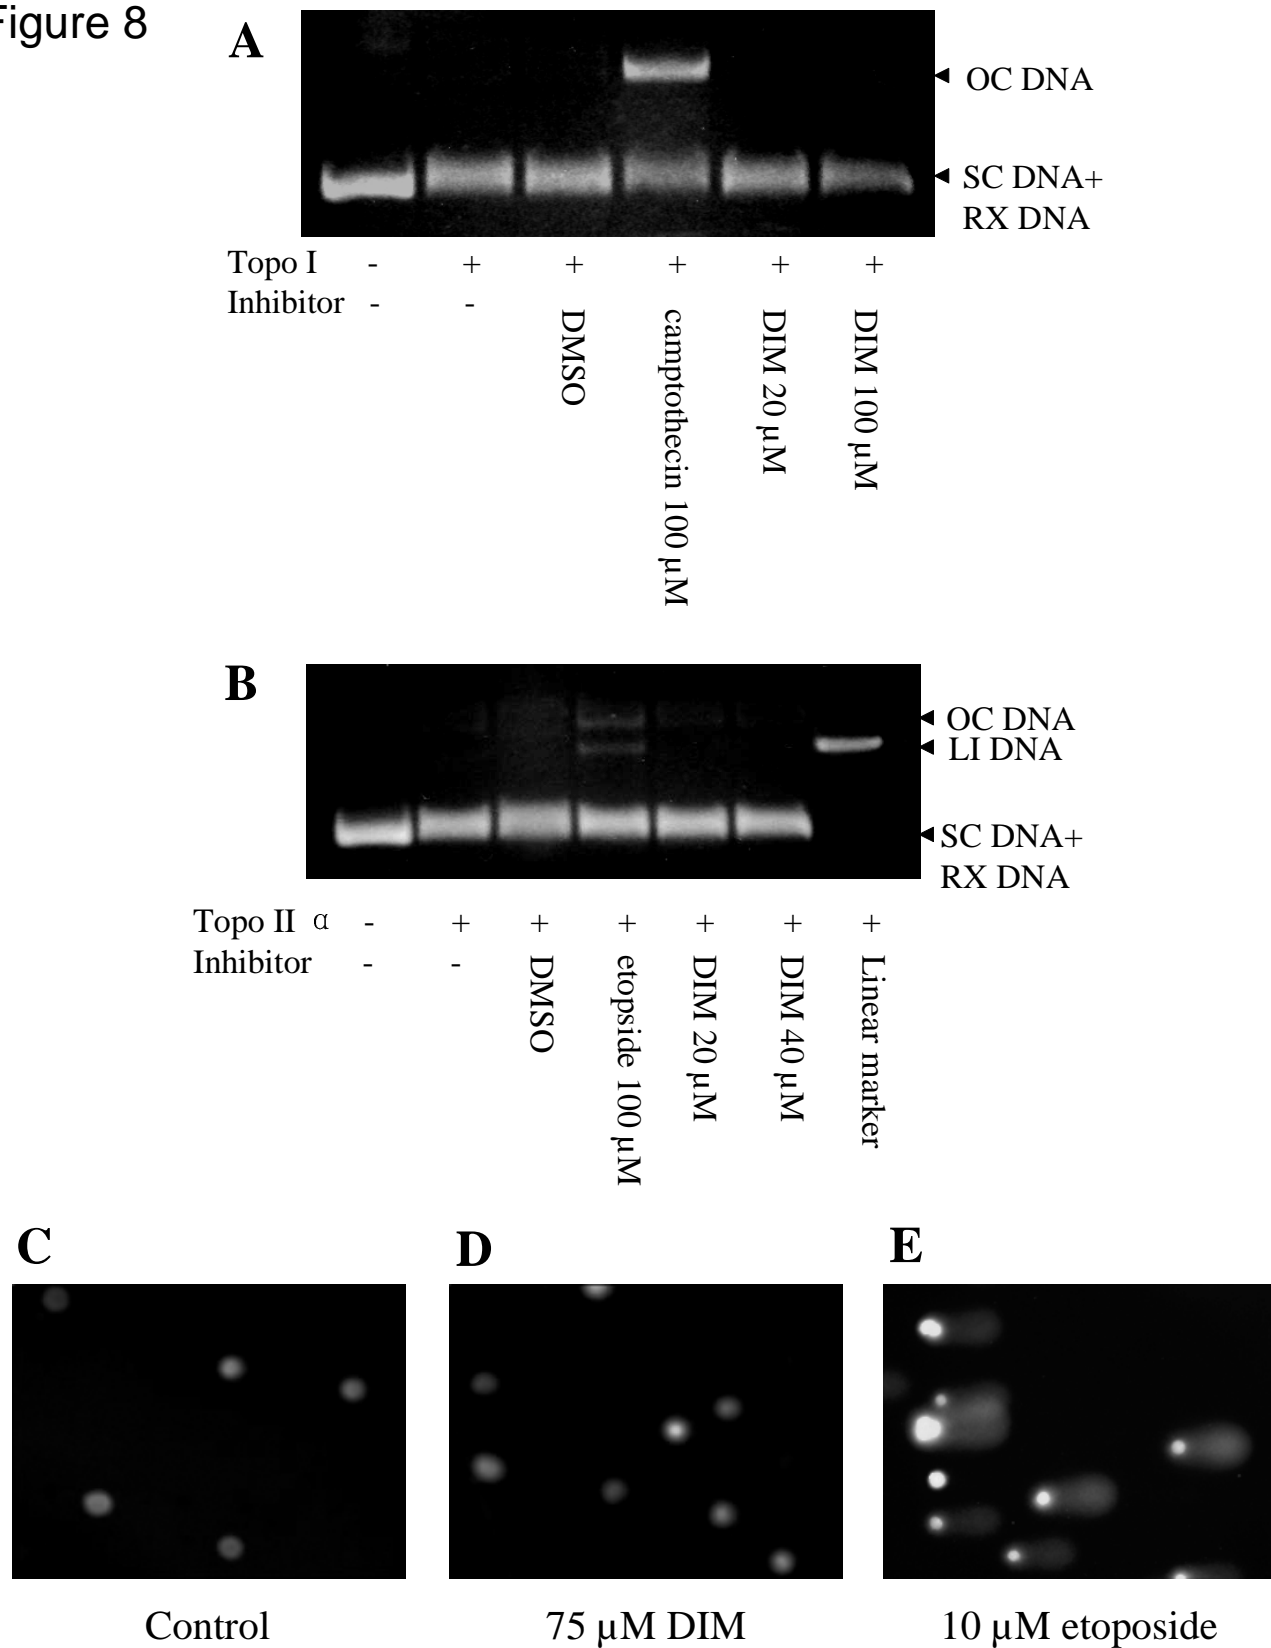 Figure 8
A
OC DNA
SC DNA+
RX DNA
Topo I - + + + + +
Inhibitor - -
DMSO
camptothecin 100 µM
DIM 20 µM
DIM 100 µM
B
OC DNA
LI DNA
SC DNA+
RX DNA
Topo II α - + + + + + +
Inhibitor - -
DMSO
etopside 100 µM
DIM 20 µM
DIM 40 µM
Linear marker
C D E
Control 75 µM DIM 10 µM etoposide